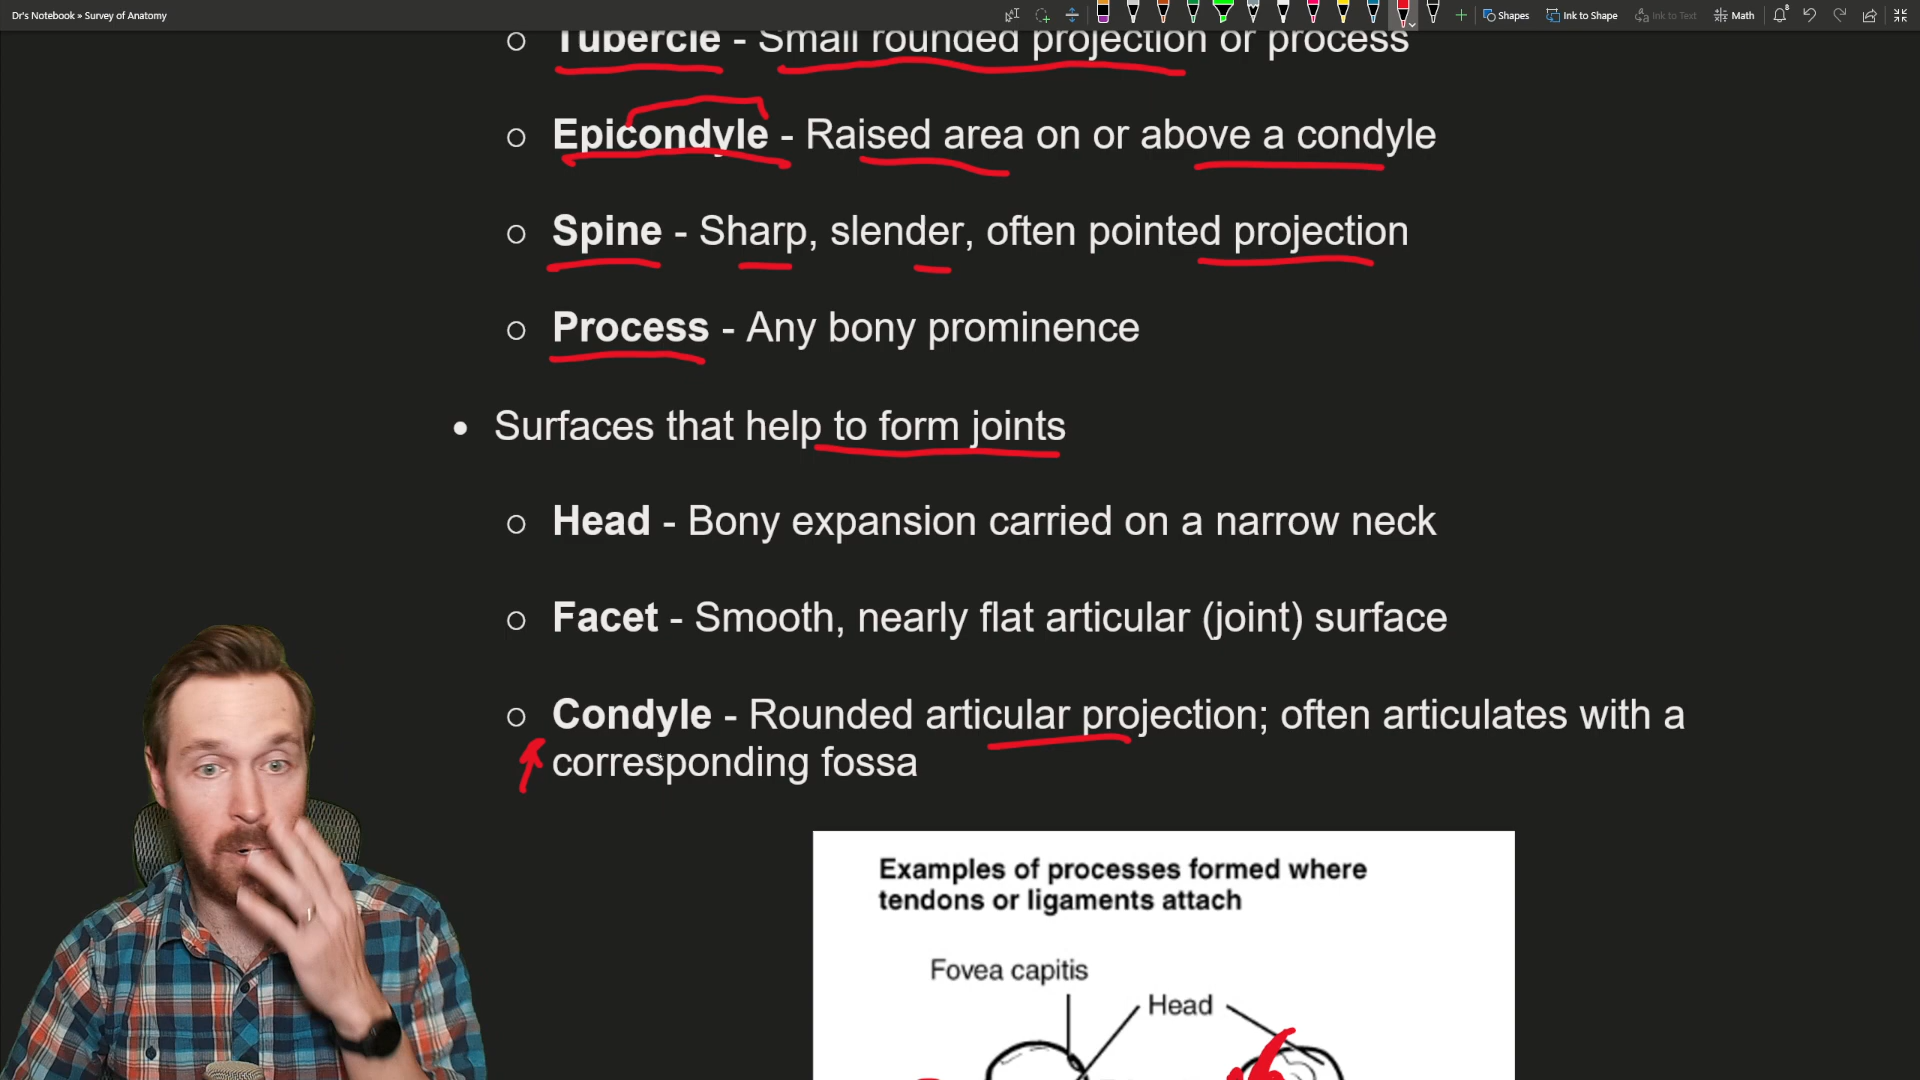 Dr's Notebook » Survey of Anatomy
Shapes
Ink to Shape
Ink to Text
Math
Tubercle - Small rounded projection or process
Epicondyle - Raised area on or above a condyle
Spine - Sharp, slender, often pointed projection
Process - Any bony prominence
Surfaces that help to form joints
Head - Bony expansion carried on a narrow neck
Facet - Smooth, nearly flat articular (joint) surface
Condyle - Rounded articular projection; often articulates with a
corresponding fossa
Examples of processes formed where
tendons or ligaments attach
Fovea capitis
Head